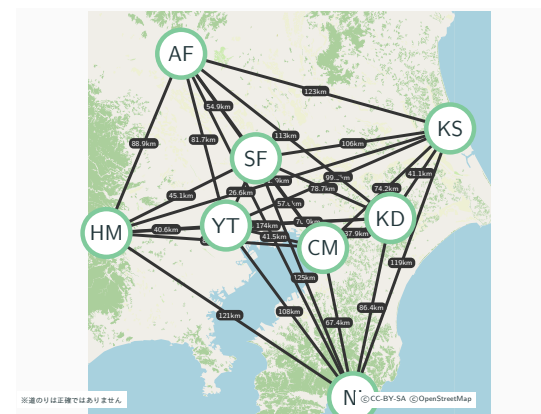 AF
123km
KS
54.9km
88.9km
81.7km
113km
106km
SF
41.1km
78.7km
74.2km
26.6km
45.1km
HM
40.6km
YT
174km
41.5km
KD
37.9km
CM
119km
108km
86.4km
121km
67.4km
※道のりは正確ではありません
ⒸCC-BY-SA ⒸOpenStreetMap